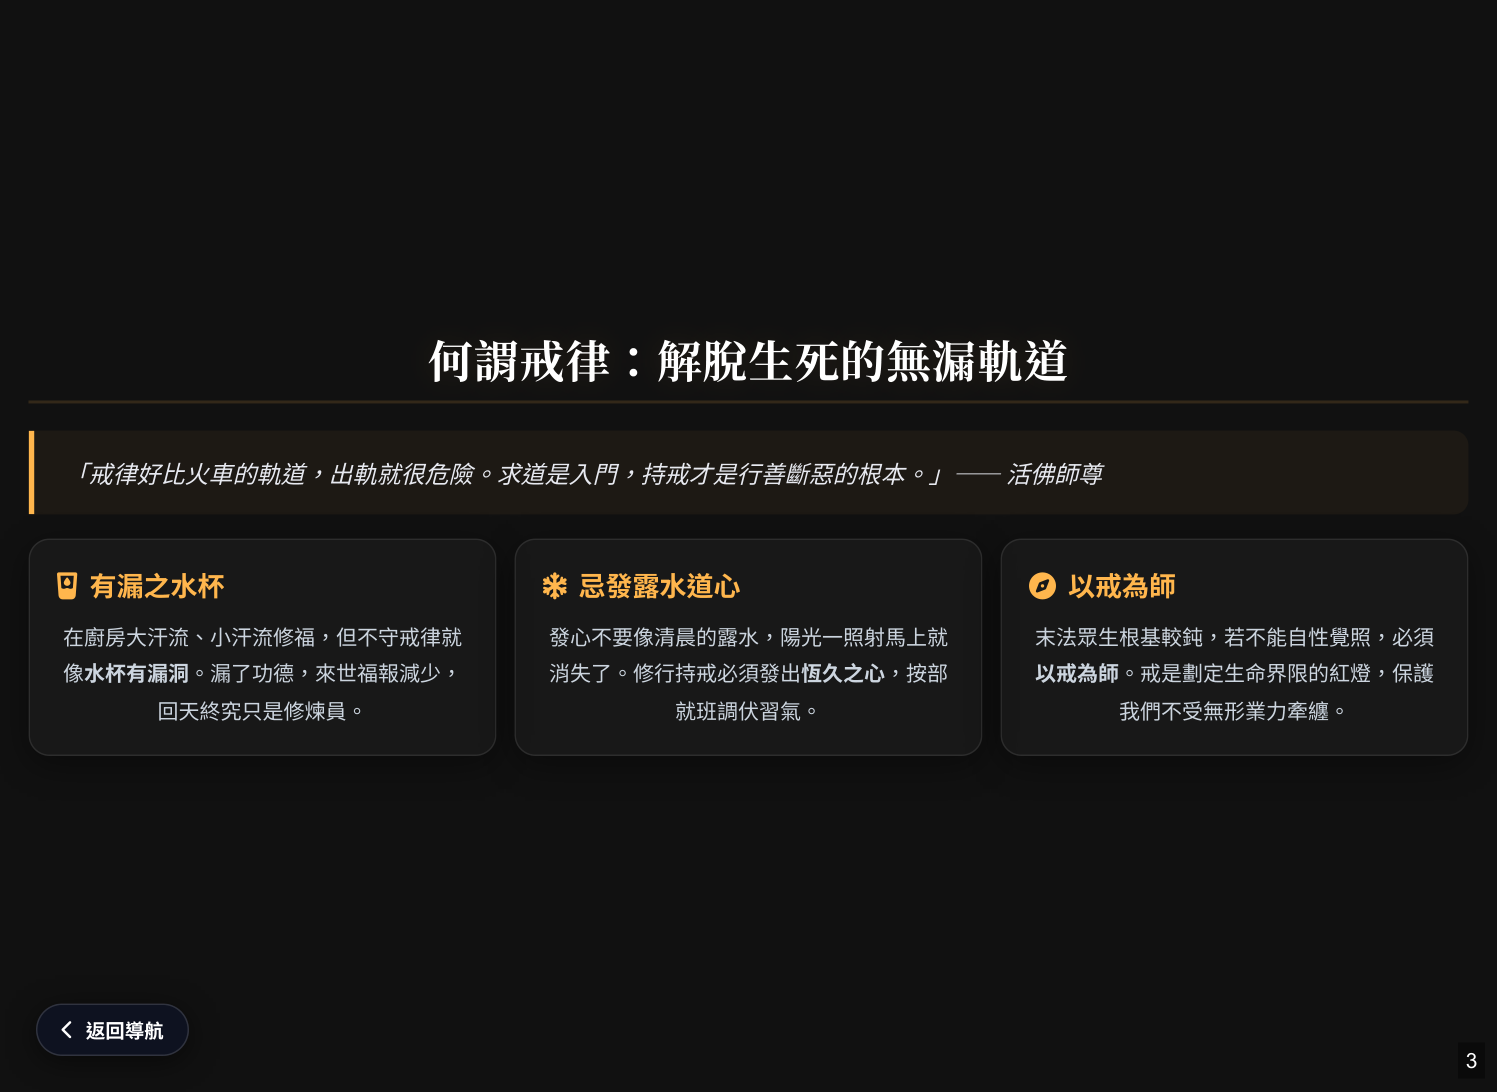 何謂戒律：解脫生死的無漏軌道
「戒律好比火車的軌道，出軌就很危險。求道是入門，持戒才是行善斷惡的根本。」—— 活佛師尊
有漏之水杯
在廚房大汗流、小汗流修福，但不守戒律就
像水杯有漏洞。漏了功德，來世福報減少，
回天終究只是修煉員。
忌發露水道心
發心不要像清晨的露水，陽光一照射馬上就
消失了。修行持戒必須發出恆久之心，按部
就班調伏習氣。
以戒為師
末法眾生根基較鈍，若不能自性覺照，必須
以戒為師。戒是劃定生命界限的紅燈，保護
我們不受無形業力牽纏。
返回導航
3